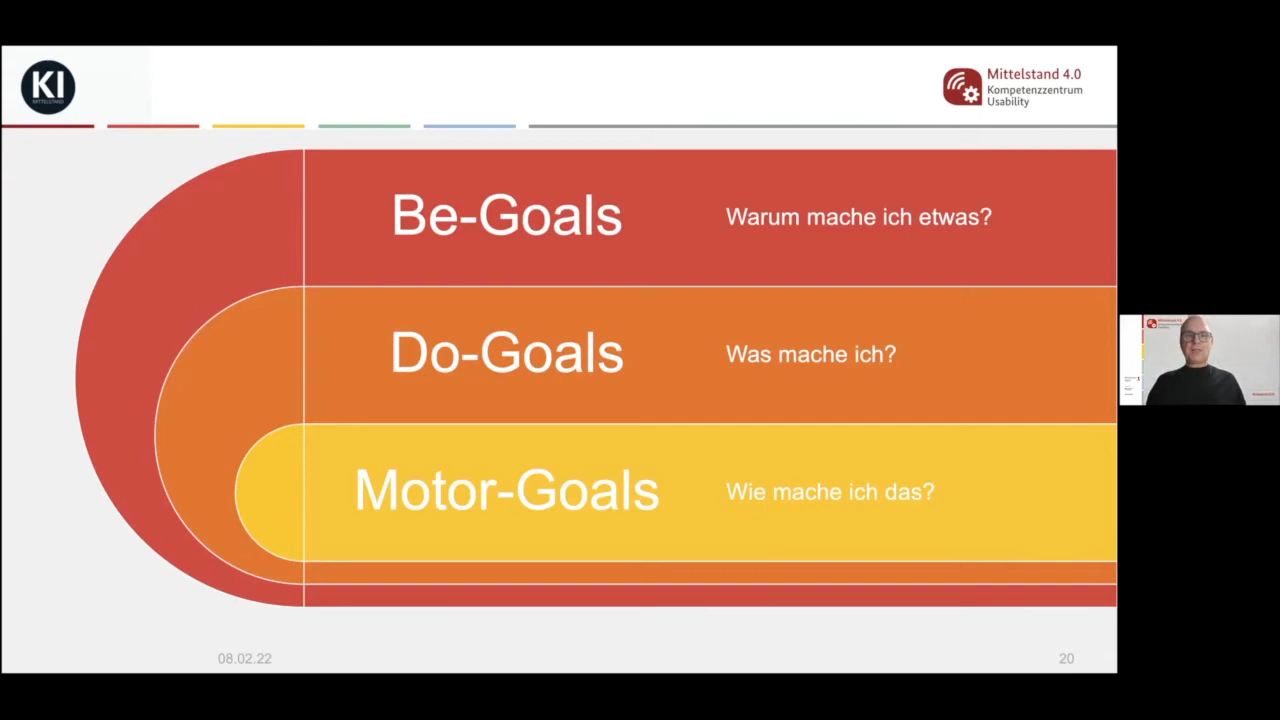 KI
MITTELSTAND
Mittelstand 4.0
Kompetenzzentrum
Usability
Be-Goals
Warum mache ich etwas?
Do-Goals
Was mache ich?
Motor-Goals
Wie mache ich das?
08.02.22
20